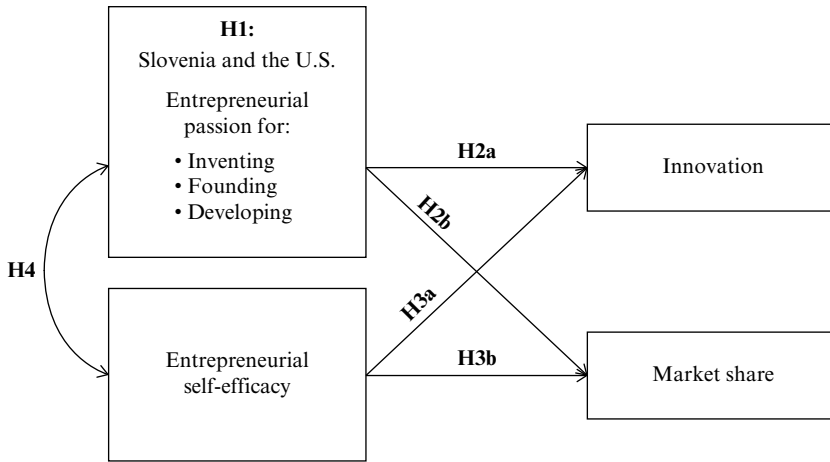 H1:
Slovenia and the U.S.
Entrepreneurial
passion for:
• Inventing
• Founding
• Developing
H2a
Innovation
H2b
H4
H3a
Entrepreneurial
self-efficacy
H3b
Market share